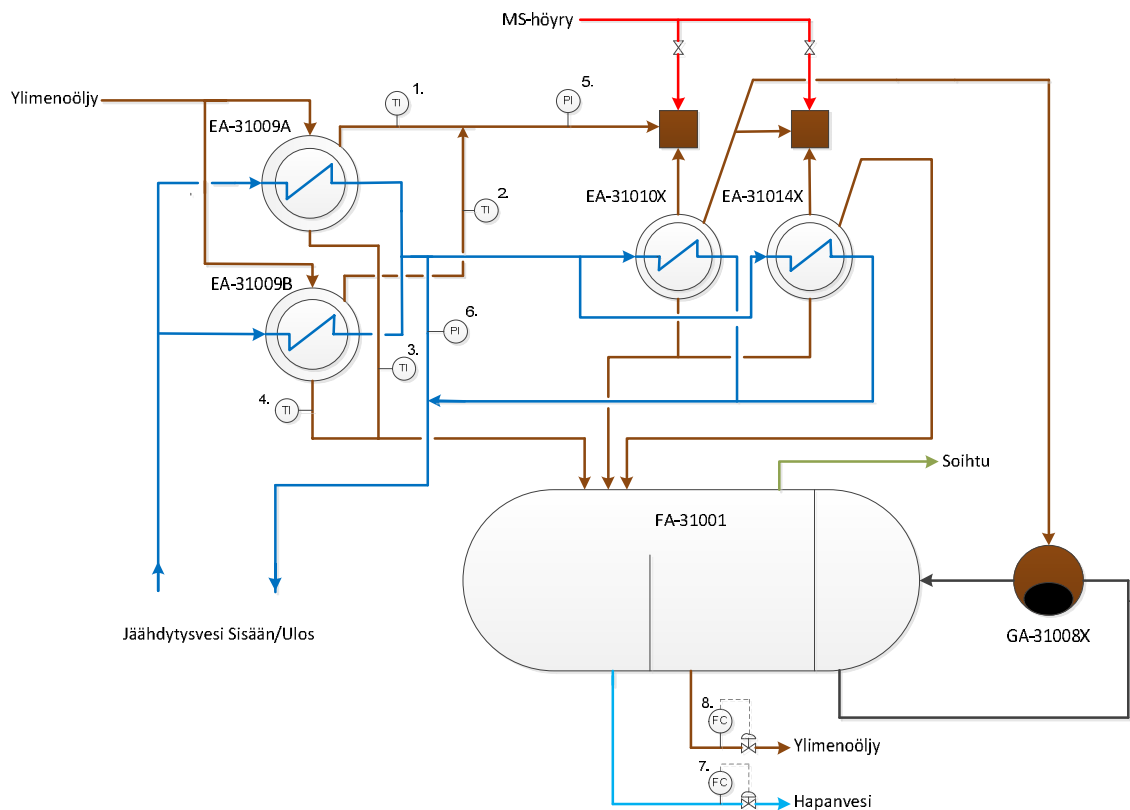 MS-höyry
1.
5.
TI
PI
Ylimenoöljy
EA-31009A
2.
TI
EA-31010X
EA-31014X
EA-31009B
6.
PI
3.
TI
4.
TI
Soihtu
FA-31001
Jäähdytysvesi Sisään/Ulos
GA-31008X
8.
FC
Ylimenoöljy
7.
FC
Hapanvesi